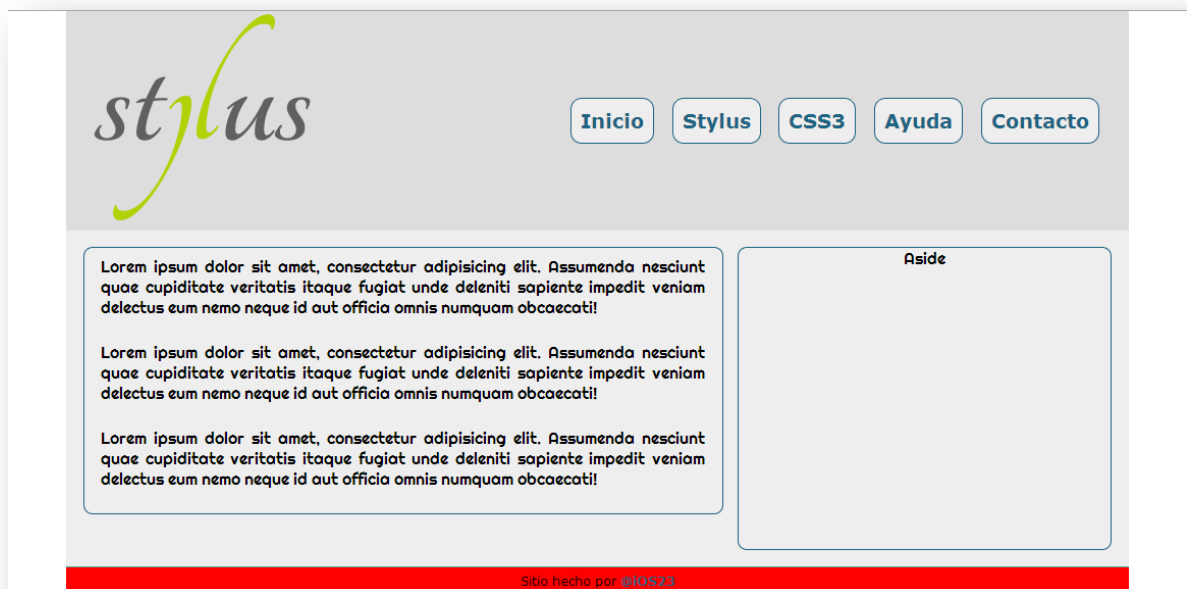 stylus
Inicio Stylus CSS3 Ayuda Contacto
Lorem ipsum dolor sit amet, consectetur adipisicing elit. Assumenda nesciunt
quae cupiditate veritatis itaque fugiat unde deleniti sapiente impedit veniam
delectus eum nemo neque id aut officia omnis numquam obcaecati!
Lorem ipsum dolor sit amet, consectetur adipisicing elit. Assumenda nesciunt
quae cupiditate veritatis itaque fugiat unde deleniti sapiente impedit veniam
delectus eum nemo neque id aut officia omnis numquam obcaecati!
Lorem ipsum dolor sit amet, consectetur adipisicing elit. Assumenda nesciunt
quae cupiditate veritatis itaque fugiat unde deleniti sapiente impedit veniam
delectus eum nemo neque id aut officia omnis numquam obcaecati!
Aside
Sitio hecho por